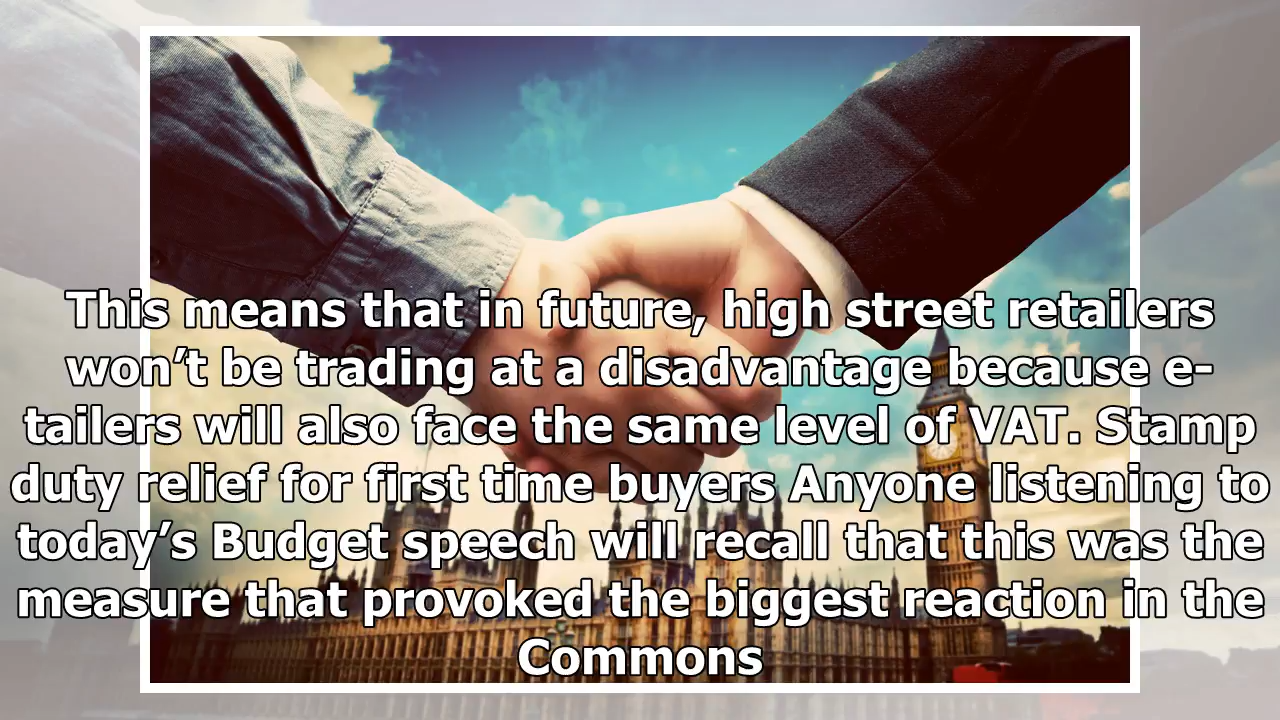 This means that in future, high street retailers
won’t be trading at a disadvantage because e-
tailers will also face the same level of VAT. Stamp
duty relief for first time buyers Anyone listening to
today’s Budget speech will recall that this was the
measure that provoked the biggest reaction in the
Commons